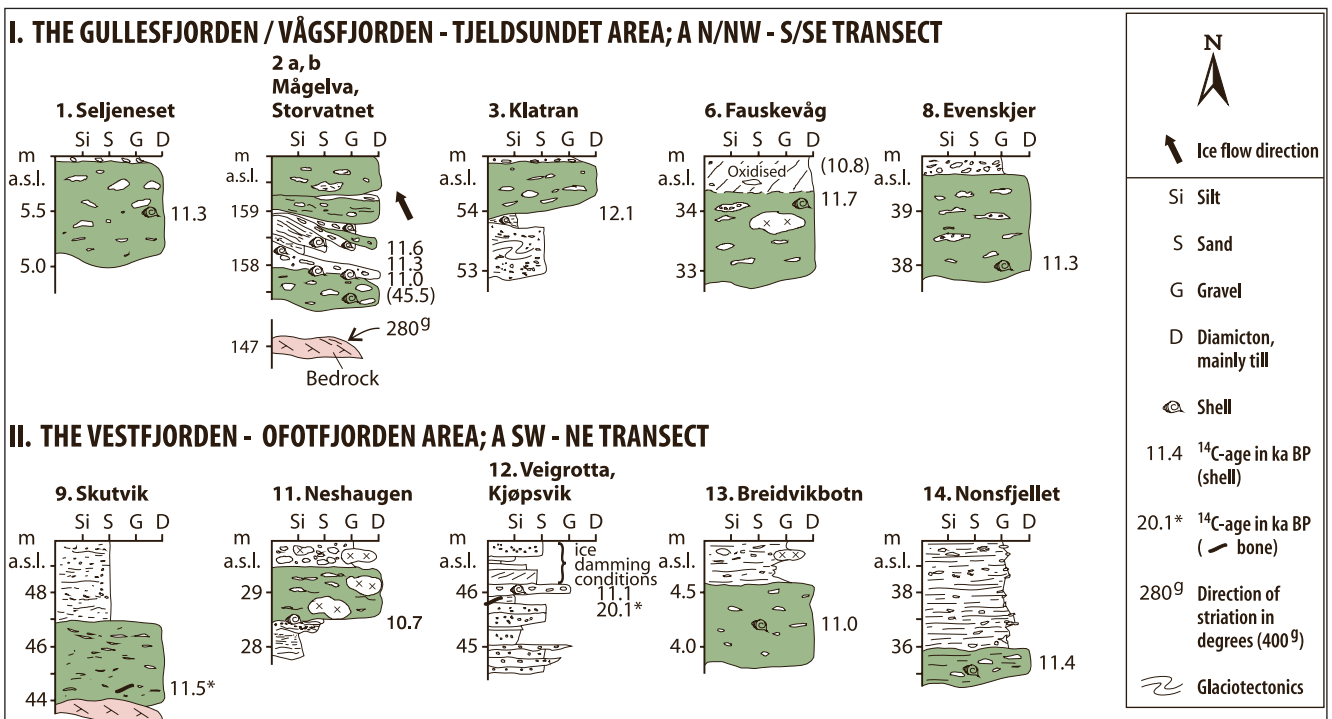 I. THE GULLESFJORDEN / VÅGSFJORDEN - TJELDSUNDET AREA; A N/NW - S/SE TRANSECT
1. Seljeneset
Si S G D
m
a.s.l.
5.5
5.0
11.3
2 a, b
Mågelva,
Storvatnet
Si S G D
m
a.s.l.
159
158
147
11.6
11.3
11.0
(45.5)
280g
Bedrock
3. Klatran
Si S G D
m
a.s.l.
54
53
12.1
6. Fauskevåg
Si S G D
m
a.s.l.
34
33
Oxidised
(10.8)
11.7
8. Evenskjer
Si S G D
m
a.s.l.
39
38
11.3
II. THE VESTFJORDEN - OFOTFJORDEN AREA; A SW - NE TRANSECT
9. Skutvik
Si S G D
m
a.s.l.
48
46
44
11.5*
11. Neshaugen
Si S G D
m
a.s.l.
29
28
10.7
12. Veigrotta,
Kjøpsvik
Si S G D
m
a.s.l.
46
45
ice
damming
conditions
11.1
20.1*
13. Breidvikbotn
Si S G D
m
a.s.l.
4.5
4.0
11.0
14. Nonsfjellet
Si S G D
m
a.s.l.
38
36
11.4
N
Ice flow direction
Si Silt
S Sand
G Gravel
D Diamicton,
mainly till
Shell
11.4 14C-age in ka BP
(shell)
20.1* 14C-age in ka BP
( bone)
280g Direction of
striation in
degrees (400g)
Glaciotectonics